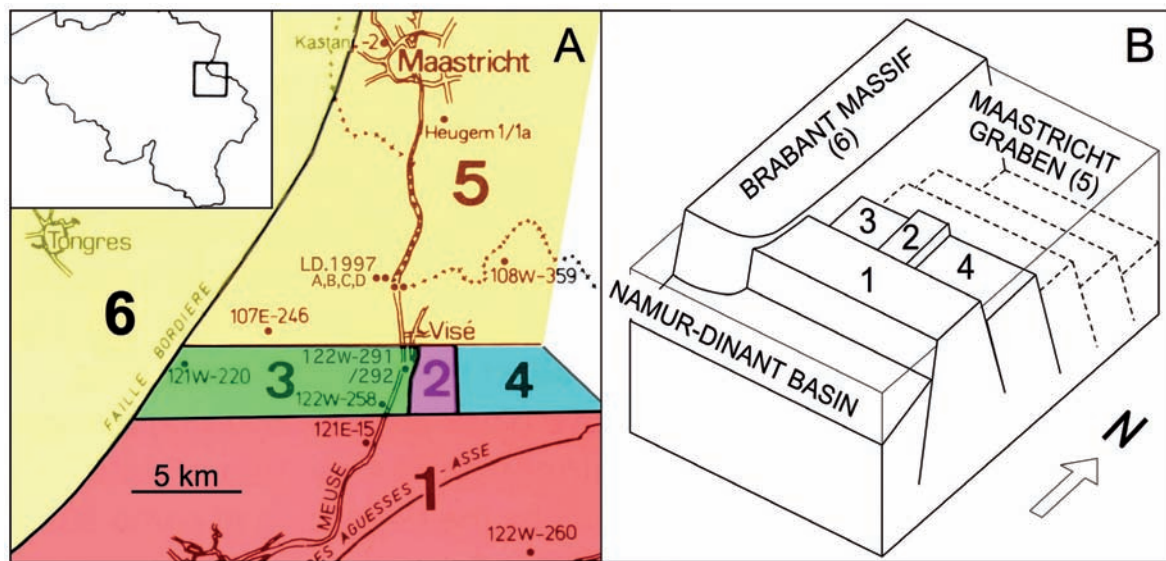 A
Kastan -2
Maastricht
Heugem 1/1a
5
Tongres
LD.1997
A,B,C,D
108W-359
6
FAILLE BORDIERE
107E-246
Visé
121W-220
3
122W-291
/292
2
4
122W-258
121E-15
5 km
MEUSE
1
DES AGUESSES - ASSE
122W-260
B
BRABANT MASSIF
(6)
MAASTRICHT
GRABEN (5)
3
2
1
4
NAMUR-DINANT BASIN
N